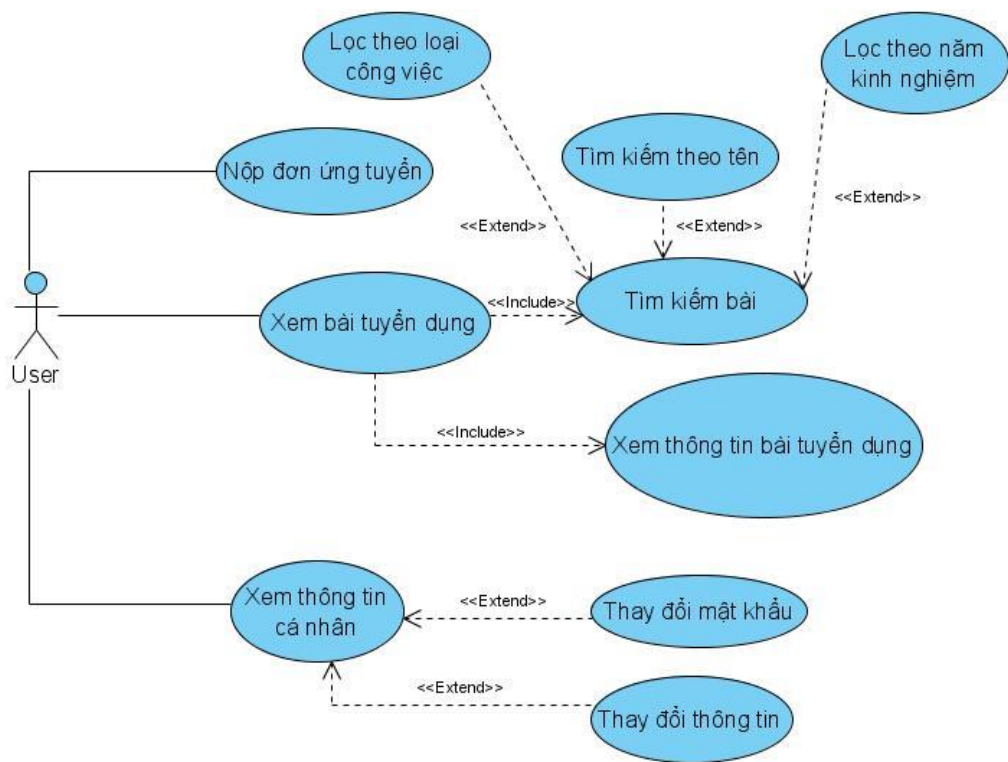 Lọc theo loại
công việc
Lọc theo năm
kinh nghiệm
Tìm kiếm theo tên
Nộp đơn ứng tuyển
<<Extend>>
<<Extend>>
<<Extend>>
Xem bài tuyển dụng
<<Include>>
Tìm kiếm bài
User
<<Include>>
Xem thông tin bài tuyển dụng
Xem thông tin
cá nhân
<<Extend>>
Thay đổi mật khẩu
<<Extend>>
Thay đổi thông tin